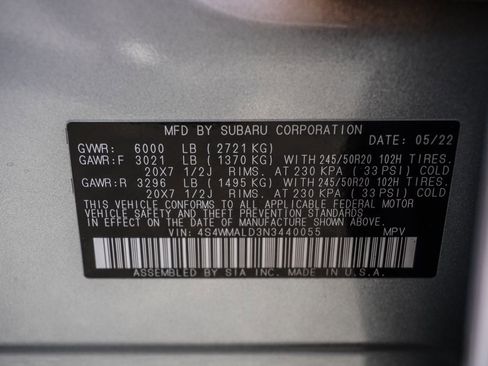 MFD BY SUBARU CORPORATION
DATE: 05/22
GVWR: 6000 LB ( 2721 KG)
GAWR:F 3021 LB ( 1370 KG) WITH 245/50R20 102H TIRES.
20X7 1/2J RIMS. AT 230 KPA ( 33 PSI) COLD
GAWR:R 3296 LB ( 1495 KG) WITH 245/50R20 102H TIRES.
20X7 1/2J RIMS. AT 230 KPA ( 33 PSI) COLD
THIS VEHICLE CONFORMS TO ALL APPLICABLE FEDERAL MOTOR
VEHICLE SAFETY AND THEFT PREVENTION STANDARDS
IN EFFECT ON THE DATE OF MANUFACTURE SHOWN ABOVE.
VIN: 4S4WMALD3N3440055 MPV
ASSEMBLED BY SIA INC. MADE IN U.S.A.